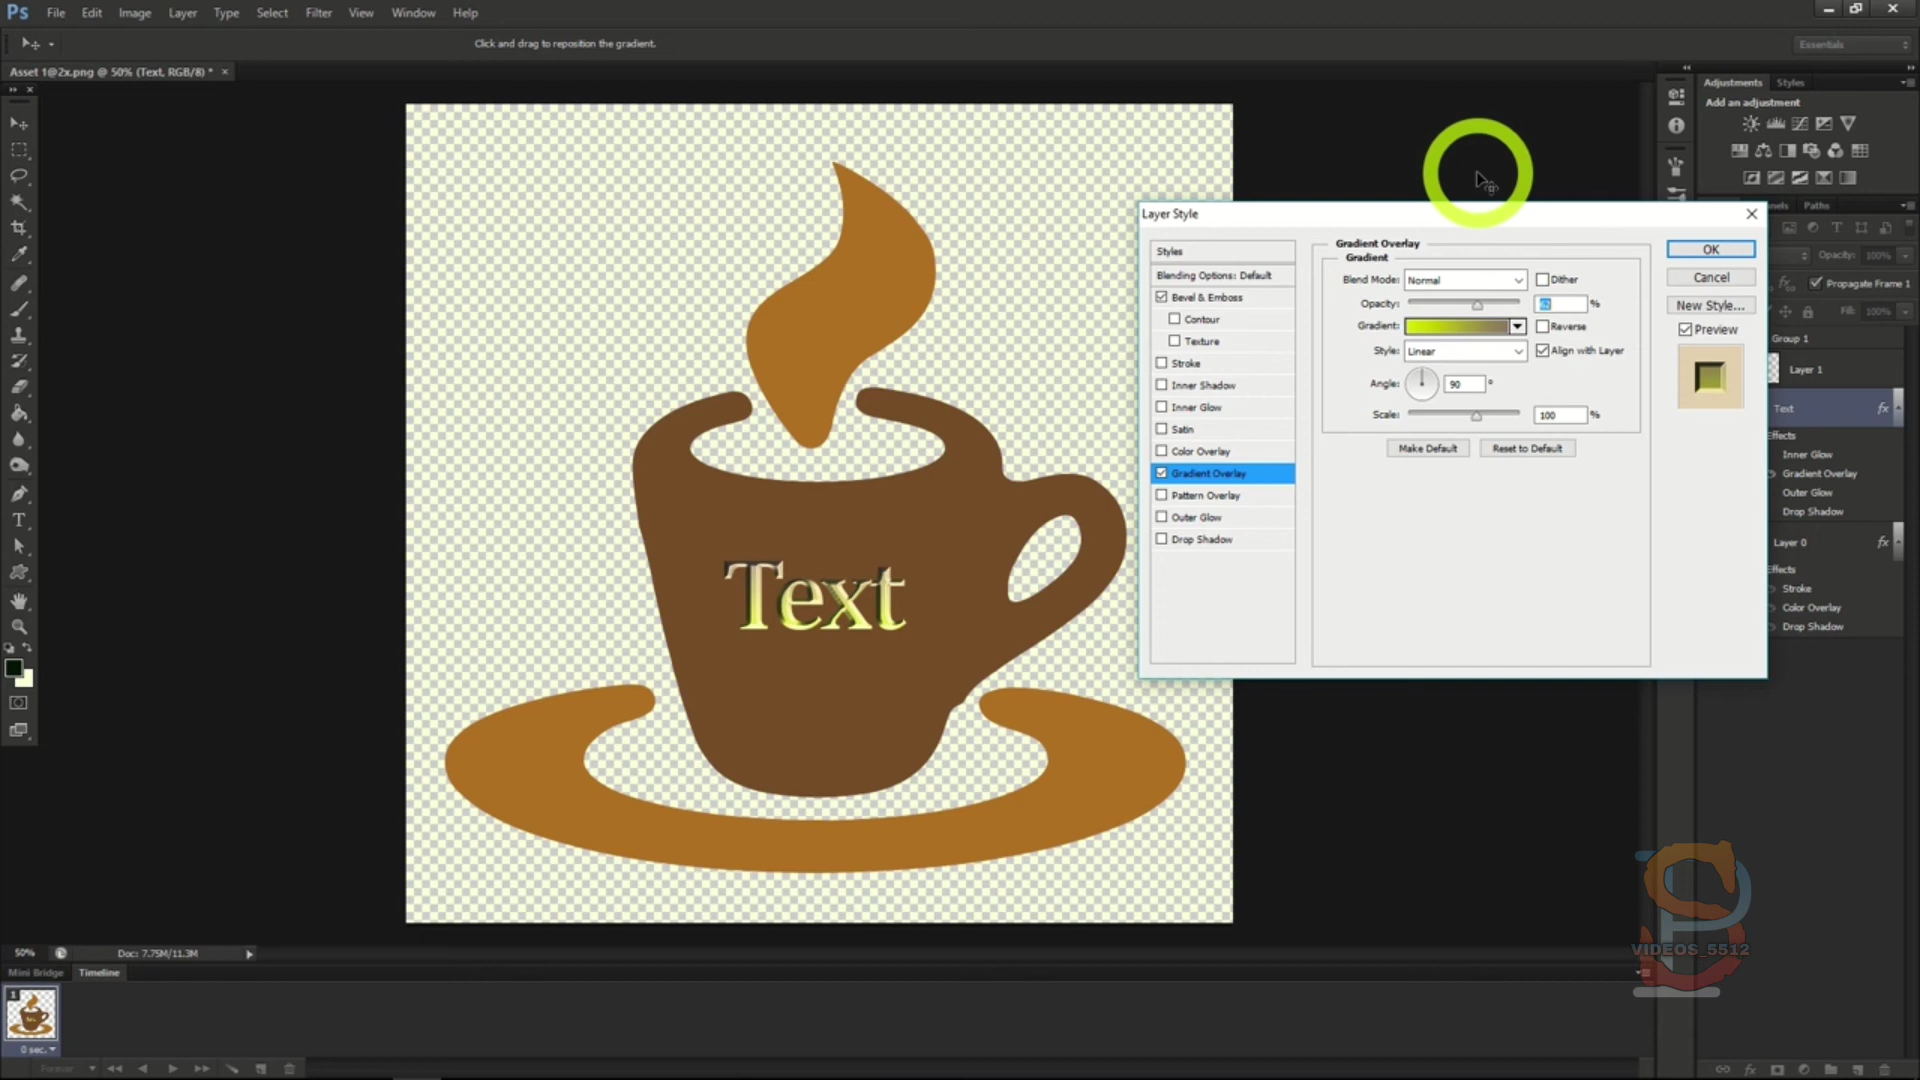 Ps File Edit Image Layer Type Select Filter View Window Help
Click and drag to reposition the gradient.
Essentials
Asset 1@2x.png @ 50% (Text, RGB/8) * ×
Adjustments Styles
Add an adjustment
Paths
Opacity: 100%
Propagate Frame 1
Fill: 100%
Group 1
Layer 1
Text fx
Effects
Inner Glow
Gradient Overlay
Outer Glow
Drop Shadow
Layer 0 fx
Effects
Stroke
Color Overlay
Drop Shadow
Layer Style
Styles
Blending Options: Default
Bevel & Emboss
Contour
Texture
Stroke
Inner Shadow
Inner Glow
Satin
Color Overlay
Gradient Overlay
Pattern Overlay
Outer Glow
Drop Shadow
Gradient Overlay
Gradient
Blend Mode: Normal Dither
Opacity: 62 %
Gradient: Reverse
Style: Linear Align with Layer
Angle: 90 °
Scale: 100 %
Make Default Reset to Default
OK
Cancel
New Style...
Preview
Text
50% Doc: 7.75M/11.3M
Mini Bridge Timeline
1
0 sec.
Forever
VIDEOS_5512